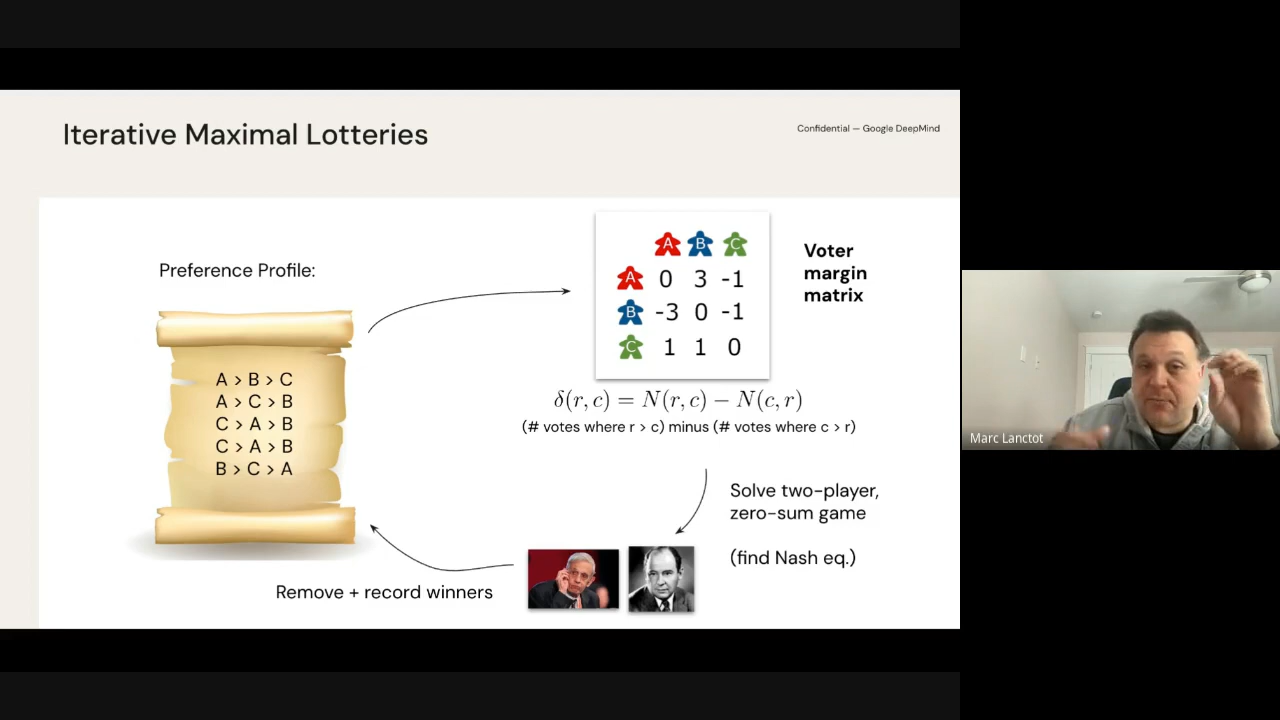 Iterative Maximal Lotteries
Confidential — Google DeepMind
Preference Profile:
A > B > C
A > C > B
C > A > B
C > A > B
B > C > A
A B C
A 0 3 -1
B -3 0 -1
C 1 1 0
Voter
margin
matrix
δ(r, c) = N(r, c) − N(c, r)
(# votes where r > c) minus (# votes where c > r)
Solve two-player,
zero-sum game
(find Nash eq.)
Remove + record winners
Marc Lanctot